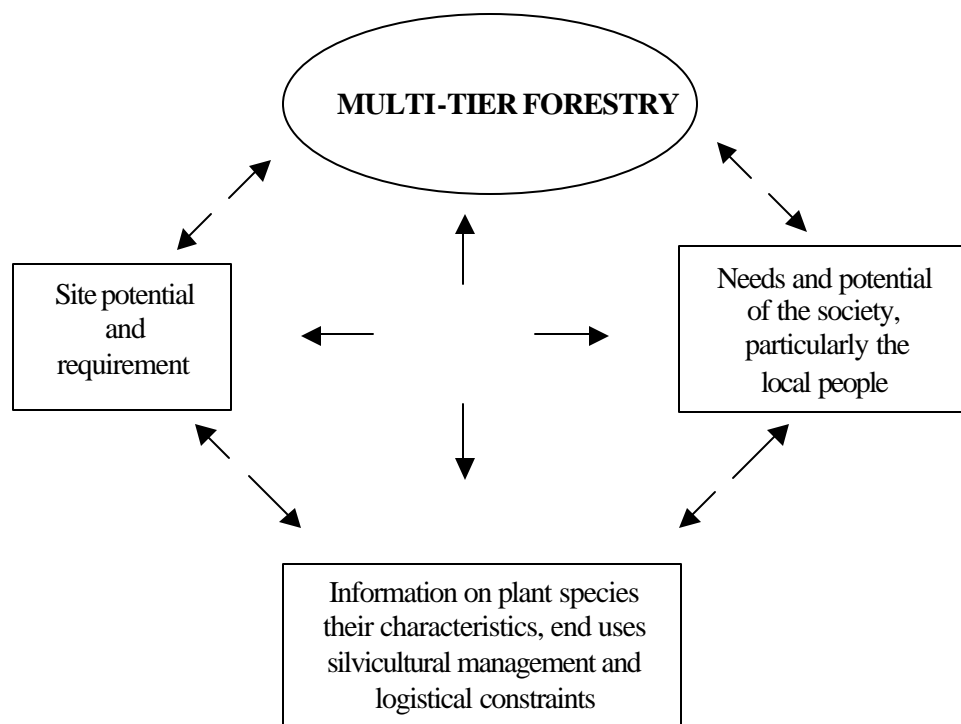 MULTI-TIER FORESTRY
Site potential
and
requirement
Needs and potential
of the society,
particularly the
local people
Information on plant species
their characteristics, end uses
silvicultural management and
logistical constraints